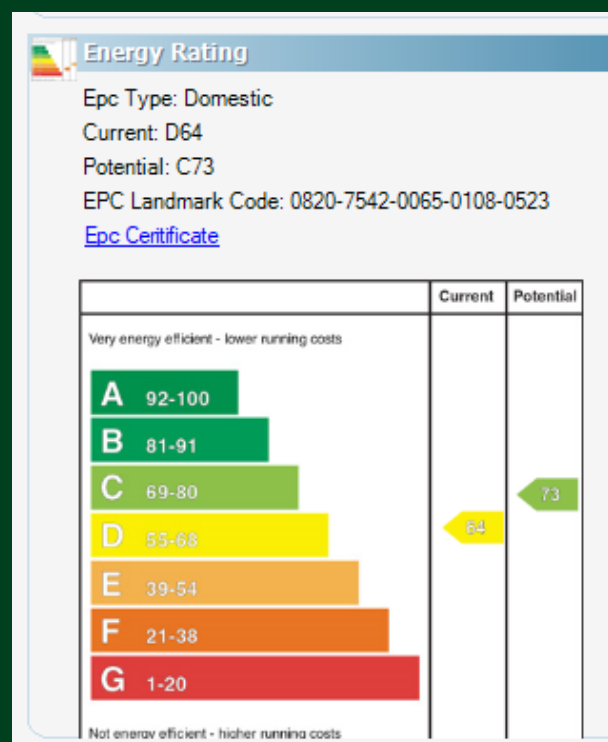 Energy Rating
Epc Type: Domestic
Current: D64
Potential: C73
EPC Landmark Code: 0820-7542-0065-0108-0523
Epc Ceritificate
Current Potential
Very energy efficient - lower running costs
A 92-100
B 81-91
C 69-80
73
D 55-68
64
E 39-54
F 21-38
G 1-20
Not energy efficient - higher running costs